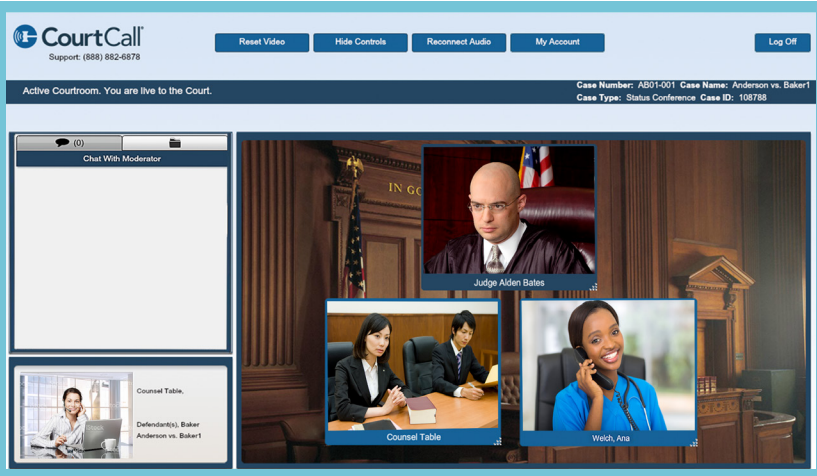 CourtCall
Support: (888) 882-6878
Reset Video
Hide Controls
Reconnect Audio
My Account
Log Off
Active Courtroom. You are live to the Court.
Case Number: AB01-001 Case Name: Anderson vs. Baker1
Case Type: Status Conference Case ID: 108788
(0)
Chat With Moderator
IN GO
Judge Alden Bates
Counsel Table
Welch, Ana
Counsel Table,
Defendant(s), Baker
Anderson vs. Baker1